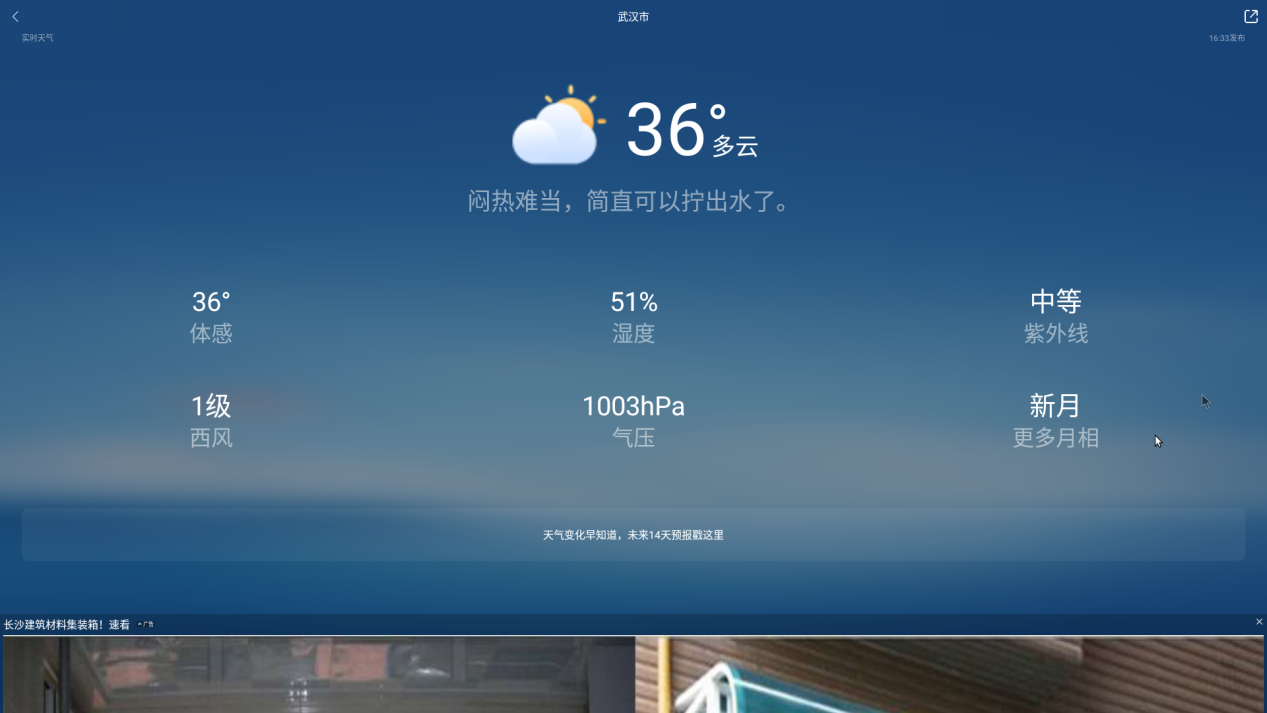 武汉市
实时天气
16:33发布
36°多云
闷热难当，简直可以拧出水了。
36°
体感
51%
湿度
中等
紫外线
1级
西风
1003hPa
气压
新月
更多月相
天气变化早知道，未来14天预报戳这里
长沙建筑材料集装箱！速看
广告